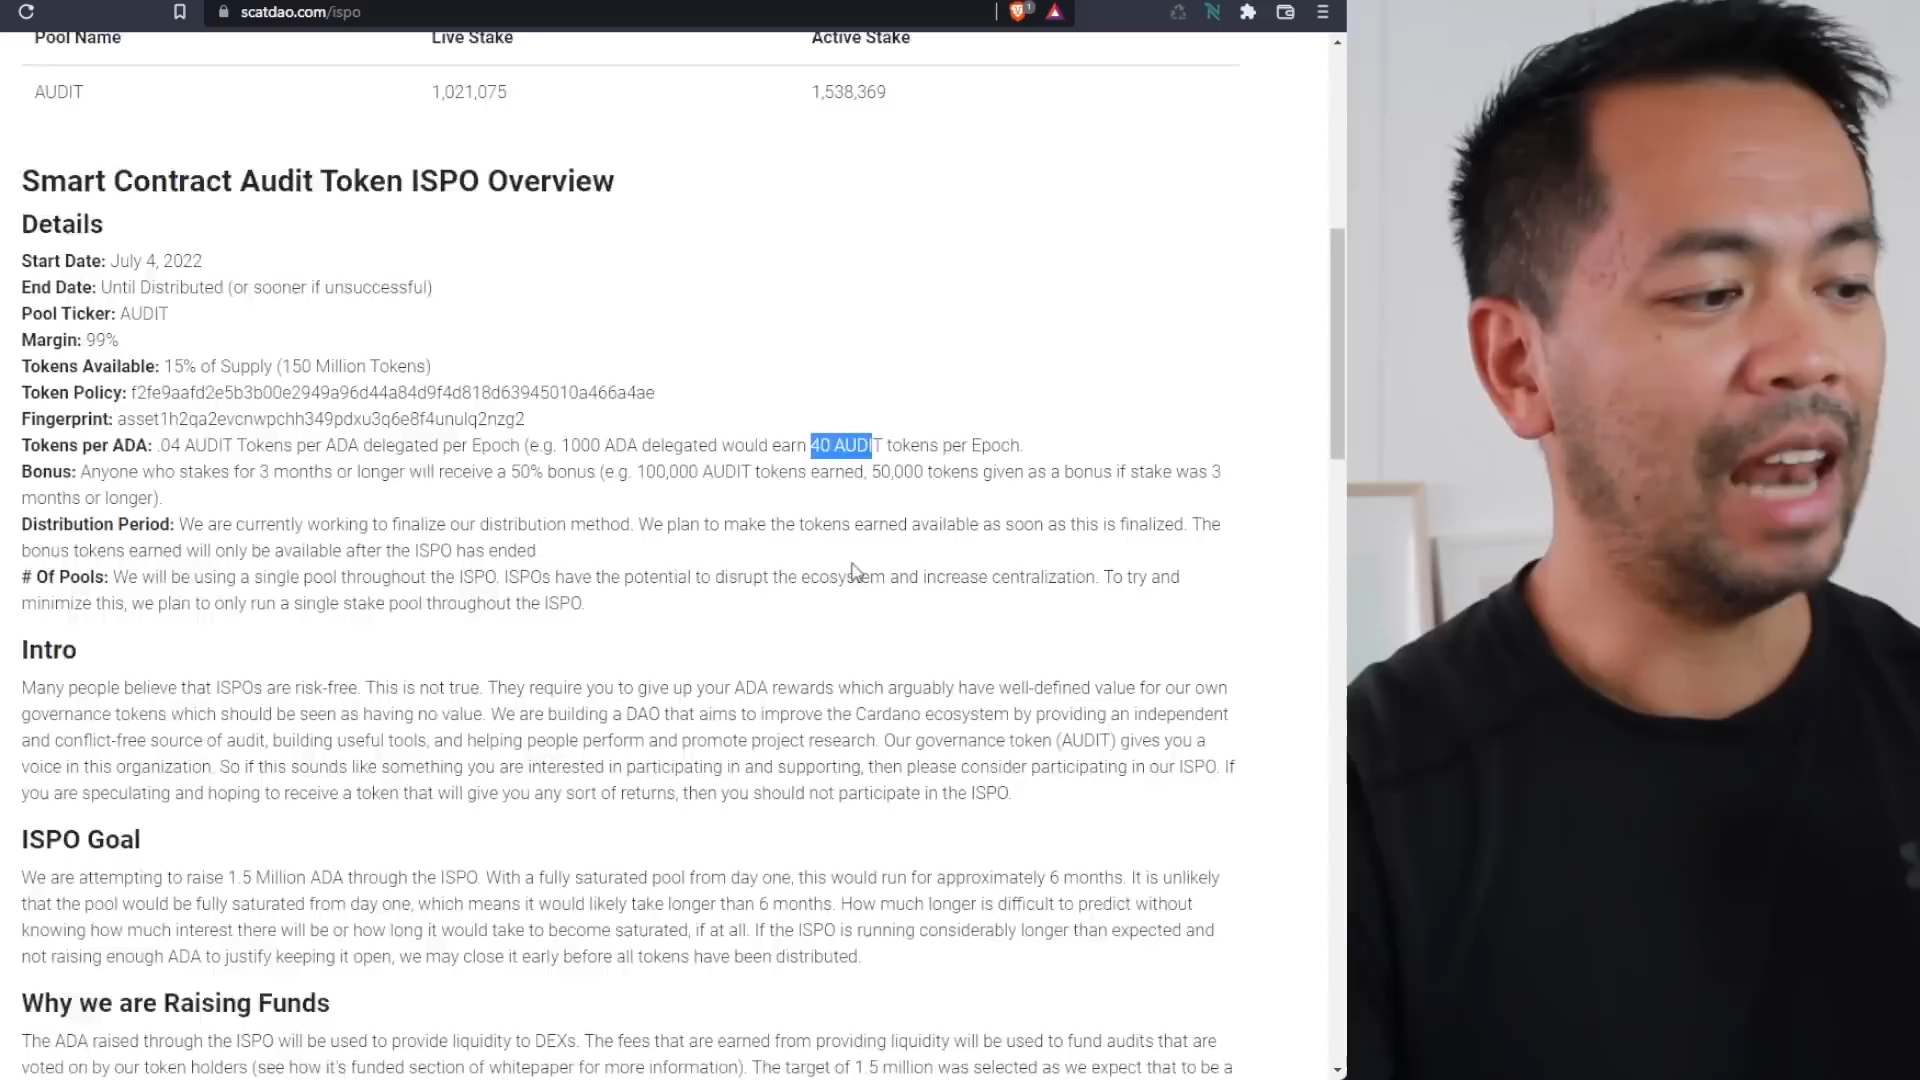 scatdao.com/ispo
1
Pool Name Live Stake Active Stake
AUDIT 1,021,075 1,538,369
Smart Contract Audit Token ISPO Overview
Details
Start Date: July 4, 2022
End Date: Until Distributed (or sooner if unsuccessful)
Pool Ticker: AUDIT
Margin: 99%
Tokens Available: 15% of Supply (150 Million Tokens)
Token Policy: f2fe9aafd2e5b3b00e2949a96d44a84d9f4d818d63945010a466a4ae
Fingerprint: asset1h2qa2evcnwpchh349pdxu3q6e8f4unulq2nzg2
Tokens per ADA: .04 AUDIT Tokens per ADA delegated per Epoch (e.g. 1000 ADA delegated would earn 40 AUDIT tokens per Epoch.
Bonus: Anyone who stakes for 3 months or longer will receive a 50% bonus (e.g. 100,000 AUDIT tokens earned, 50,000 tokens given as a bonus if stake was 3
months or longer).
Distribution Period: We are currently working to finalize our distribution method. We plan to make the tokens earned available as soon as this is finalized. The
bonus tokens earned will only be available after the ISPO has ended
# Of Pools: We will be using a single pool throughout the ISPO. ISPOs have the potential to disrupt the ecosystem and increase centralization. To try and
minimize this, we plan to only run a single stake pool throughout the ISPO.
Intro
Many people believe that ISPOs are risk-free. This is not true. They require you to give up your ADA rewards which arguably have well-defined value for our own
governance tokens which should be seen as having no value. We are building a DAO that aims to improve the Cardano ecosystem by providing an independent
and conflict-free source of audit, building useful tools, and helping people perform and promote project research. Our governance token (AUDIT) gives you a
voice in this organization. So if this sounds like something you are interested in participating in and supporting, then please consider participating in our ISPO. If
you are speculating and hoping to receive a token that will give you any sort of returns, then you should not participate in the ISPO.
ISPO Goal
We are attempting to raise 1.5 Million ADA through the ISPO. With a fully saturated pool from day one, this would run for approximately 6 months. It is unlikely
that the pool would be fully saturated from day one, which means it would likely take longer than 6 months. How much longer is difficult to predict without
knowing how much interest there will be or how long it would take to become saturated, if at all. If the ISPO is running considerably longer than expected and
not raising enough ADA to justify keeping it open, we may close it early before all tokens have been distributed.
Why we are Raising Funds
The ADA raised through the ISPO will be used to provide liquidity to DEXs. The fees that are earned from providing liquidity will be used to fund audits that are
voted on by our token holders (see how it's funded section of whitepaper for more information). The target of 1.5 million was selected as we expect that to be a